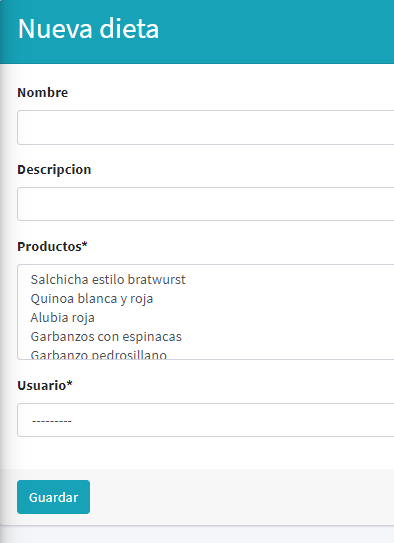 Nueva dieta
Nombre
Descripcion
Productos*
Salchicha estilo bratwurst
Quinoa blanca y roja
Alubia roja
Garbanzos con espinacas
Garbanzo pedrosillano
Usuario*
---------
Guardar